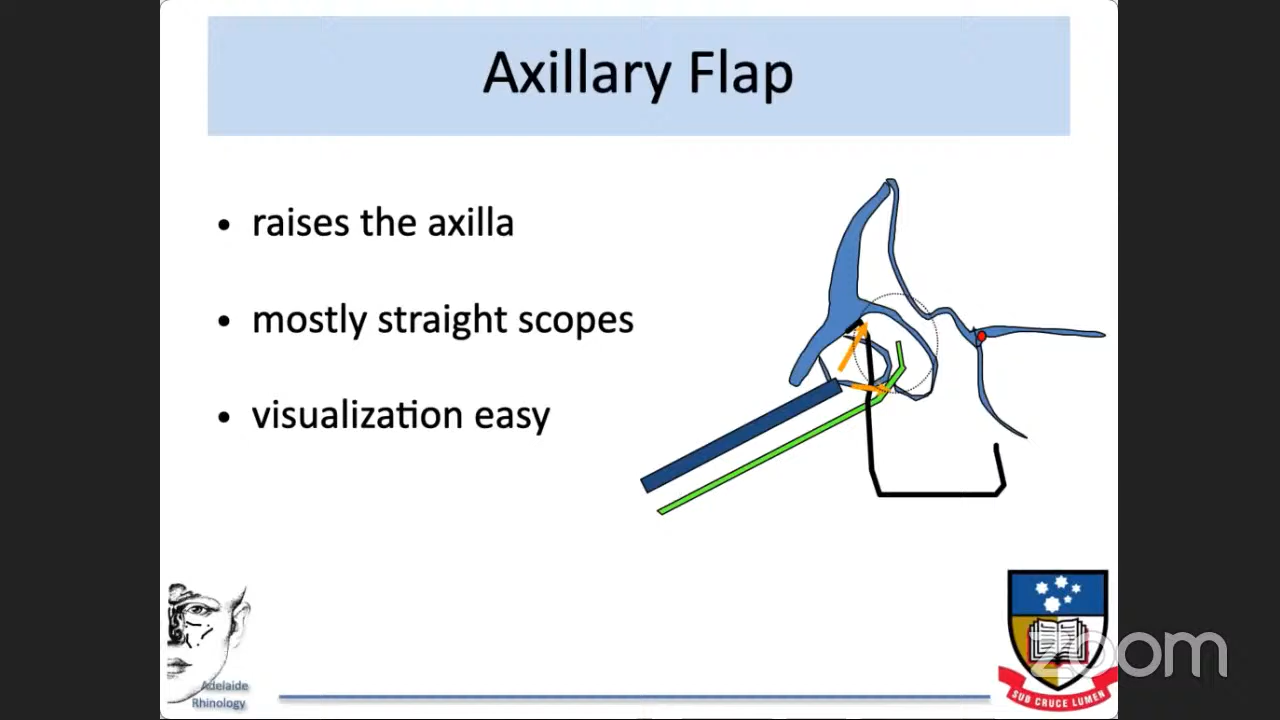 Axillary Flap
• raises the axilla
• mostly straight scopes
• visualization easy
Adelaide
Rhinology
SUB CRUCE LUMEN
zoom